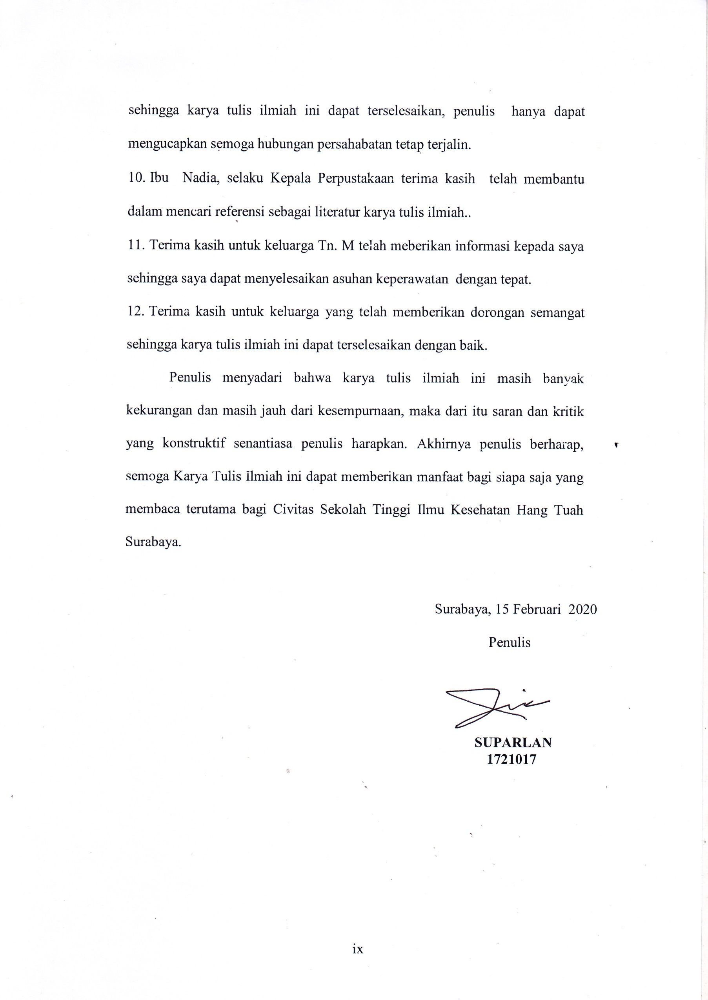 sehingga karya tulis ilmiah ini dapat terselesaikan, penulis hanya dapat
mengucapkan semoga hubungan persahabatan tetap terjalin.
10. Ibu Nadia, selaku Kepala Perpustakaan terima kasih telah membantu
dalam mencari referensi sebagai literatur karya tulis ilmiah..
11. Terima kasih untuk keluarga Tn. M telah meberikan informasi kepada saya
sehingga saya dapat menyelesaikan asuhan keperawatan dengan tepat.
12. Terima kasih untuk keluarga yang telah memberikan dorongan semangat
sehingga karya tulis ilmiah ini dapat terselesaikan dengan baik.
Penulis menyadari bahwa karya tulis ilmiah ini masih banyak
kekurangan dan masih jauh dari kesempurnaan, maka dari itu saran dan kritik
yang konstruktif senantiasa penulis harapkan. Akhirnya penulis berharap,
semoga Karya Tulis Ilmiah ini dapat memberikan manfaat bagi siapa saja yang
membaca terutama bagi Civitas Sekolah Tinggi Ilmu Kesehatan Hang Tuah
Surabaya.
Surabaya, 15 Februari 2020
Penulis
SUPARLAN
1721017
ix